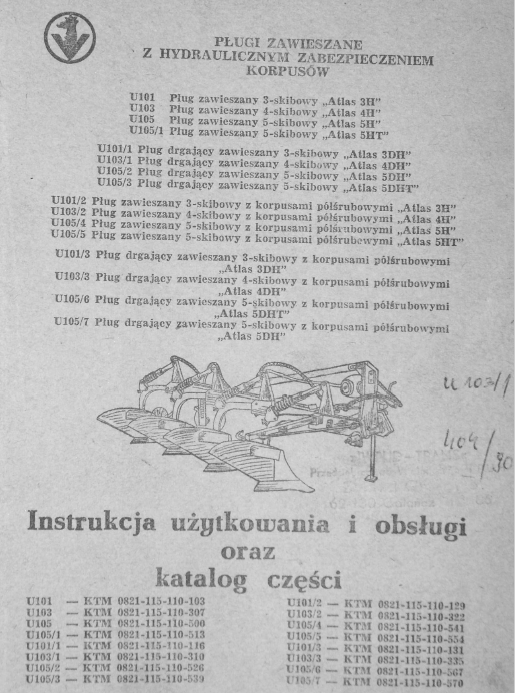 PŁUGI ZAWIESZANE
Z HYDRAULICZNYM ZABEZPIECZENIEM
KORPUSÓW
U101 Pług zawieszany 3-skibowy „Atlas 3H”
U103 Pług zawieszany 4-skibowy „Atlas 4H”
U105 Pług zawieszany 5-skibowy „Atlas 5H”
U105/1 Pług zawieszany 5-skibowy „Atlas 5HT”
U101/1 Pług drgający zawieszany 3-skibowy „Atlas 3DH”
U103/1 Pług drgający zawieszany 4-skibowy „Atlas 4DH”
U105/2 Pług drgający zawieszany 5-skibowy „Atlas 5DH”
U105/3 Pług drgający zawieszany 5-skibowy „Atlas 5DHT”
U101/2 Pług zawieszany 3-skibowy z korpusami półśrubowymi „Atlas 3H”
U103/2 Pług zawieszany 4-skibowy z korpusami półśrubowymi „Atlas 4H”
U105/4 Pług zawieszany 5-skibowy z korpusami półśrubowymi „Atlas 5H”
U105/5 Pług zawieszany 5-skibowy z korpusami półśrubowymi „Atlas 5HT”
U101/3 Pług drgający zawieszany 3-skibowy z korpusami półśrubowymi
„Atlas 3DH”
U103/3 Pług drgający zawieszany 4-skibowy z korpusami półśrubowymi
„Atlas 4DH”
U105/6 Pług drgający zawieszany 5-skibowy z korpusami półśrubowymi
„Atlas 5DHT”
U105/7 Pług drgający zawieszany 5-skibowy z korpusami półśrubowymi
„Atlas 5DH”
U 103/1
404/90
Instrukcja użytkowania i obsługi
oraz
katalog części
U101 — KTM 0821-115-110-103
U103 — KTM 0821-115-110-307
U105 — KTM 0821-115-110-500
U105/1 — KTM 0821-115-110-513
U101/1 — KTM 0821-115-110-116
U103/1 — KTM 0821-115-110-310
U105/2 — KTM 0821-115-110-526
U105/3 — KTM 0821-115-110-539
U101/2 — KTM 0821-115-110-129
U103/2 — KTM 0821-115-110-322
U105/4 — KTM 0821-115-110-541
U105/5 — KTM 0821-115-110-554
U101/3 — KTM 0821-115-110-131
U103/3 — KTM 0821-115-110-335
U105/6 — KTM 0821-115-110-567
U105/7 — KTM 0821-115-110-570